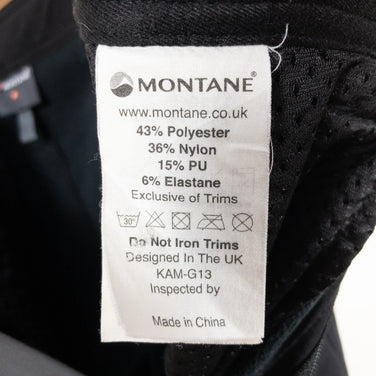 MONTANE®
www.montane.co.uk
43% Polyester
36% Nylon
15% PU
6% Elastane
Exclusive of Trims
30°
Do Not Iron Trims
Designed In The UK
KAM-G13
Inspected by
Made in China